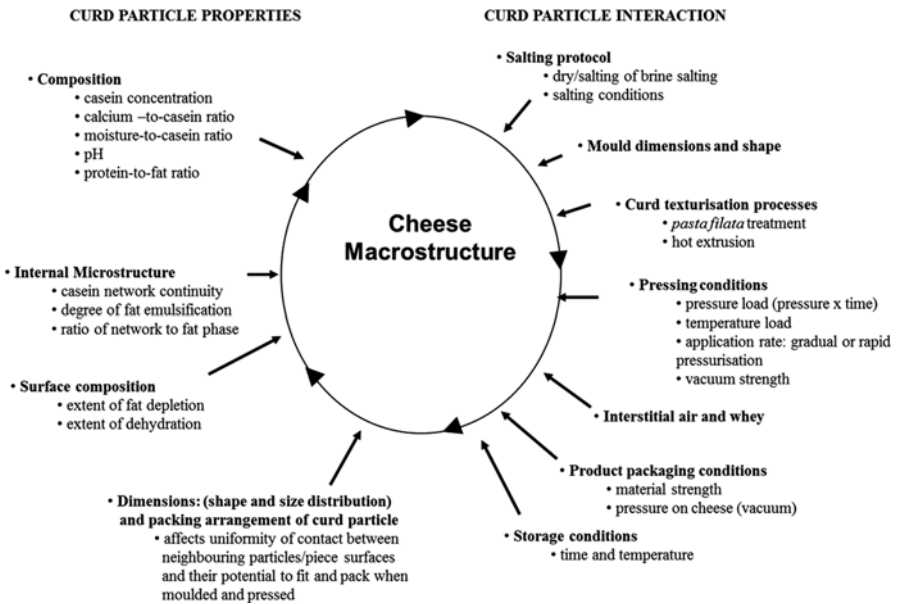 CURD PARTICLE PROPERTIES
• Composition
• casein concentration
• calcium –to-casein ratio
• moisture-to-casein ratio
• pH
• protein-to-fat ratio
• Internal Microstructure
• casein network continuity
• degree of fat emulsification
• ratio of network to fat phase
• Surface composition
• extent of fat depletion
• extent of dehydration
• Dimensions: (shape and size distribution)
and packing arrangement of curd particle
• affects uniformity of contact between
neighbouring particles/piece surfaces
and their potential to fit and pack when
moulded and pressed
Cheese
Macrostructure
CURD PARTICLE INTERACTION
• Salting protocol
• dry/salting of brine salting
• salting conditions
• Mould dimensions and shape
• Curd texturisation processes
• pasta filata treatment
• hot extrusion
• Pressing conditions
• pressure load (pressure x time)
• temperature load
• application rate: gradual or rapid
pressurisation
• vacuum strength
• Interstitial air and whey
• Product packaging conditions
• material strength
• pressure on cheese (vacuum)
• Storage conditions
• time and temperature